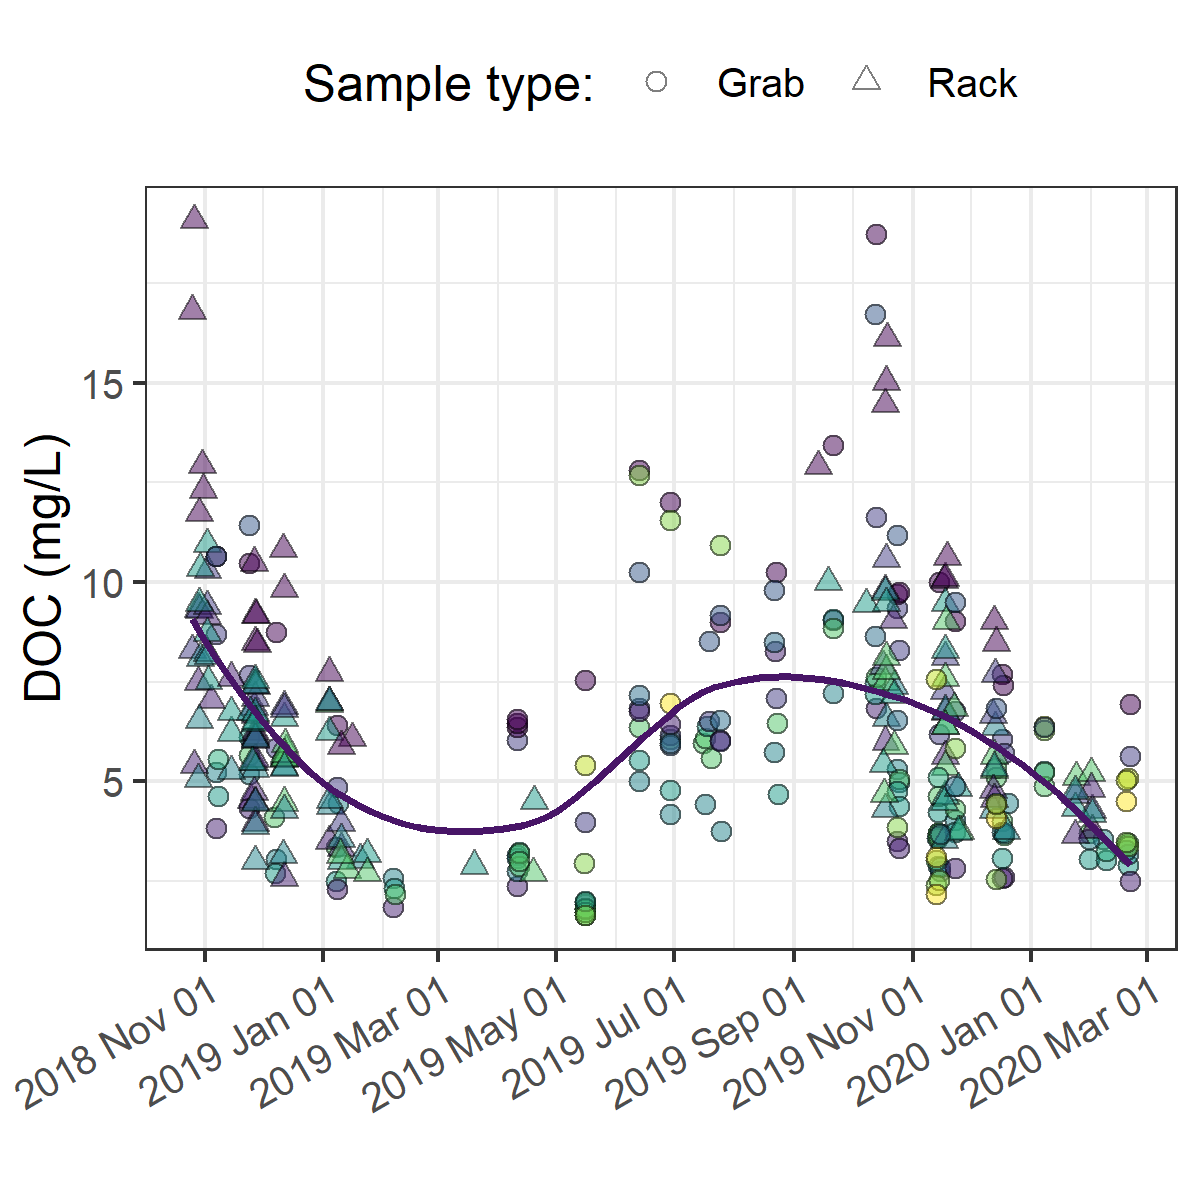 Sample type: Grab Rack
DOC (mg/L)
15
10
5
2018 Nov 01
2019 Jan 01
2019 Mar 01
2019 May 01
2019 Jul 01
2019 Sep 01
2019 Nov 01
2020 Jan 01
2020 Mar 01